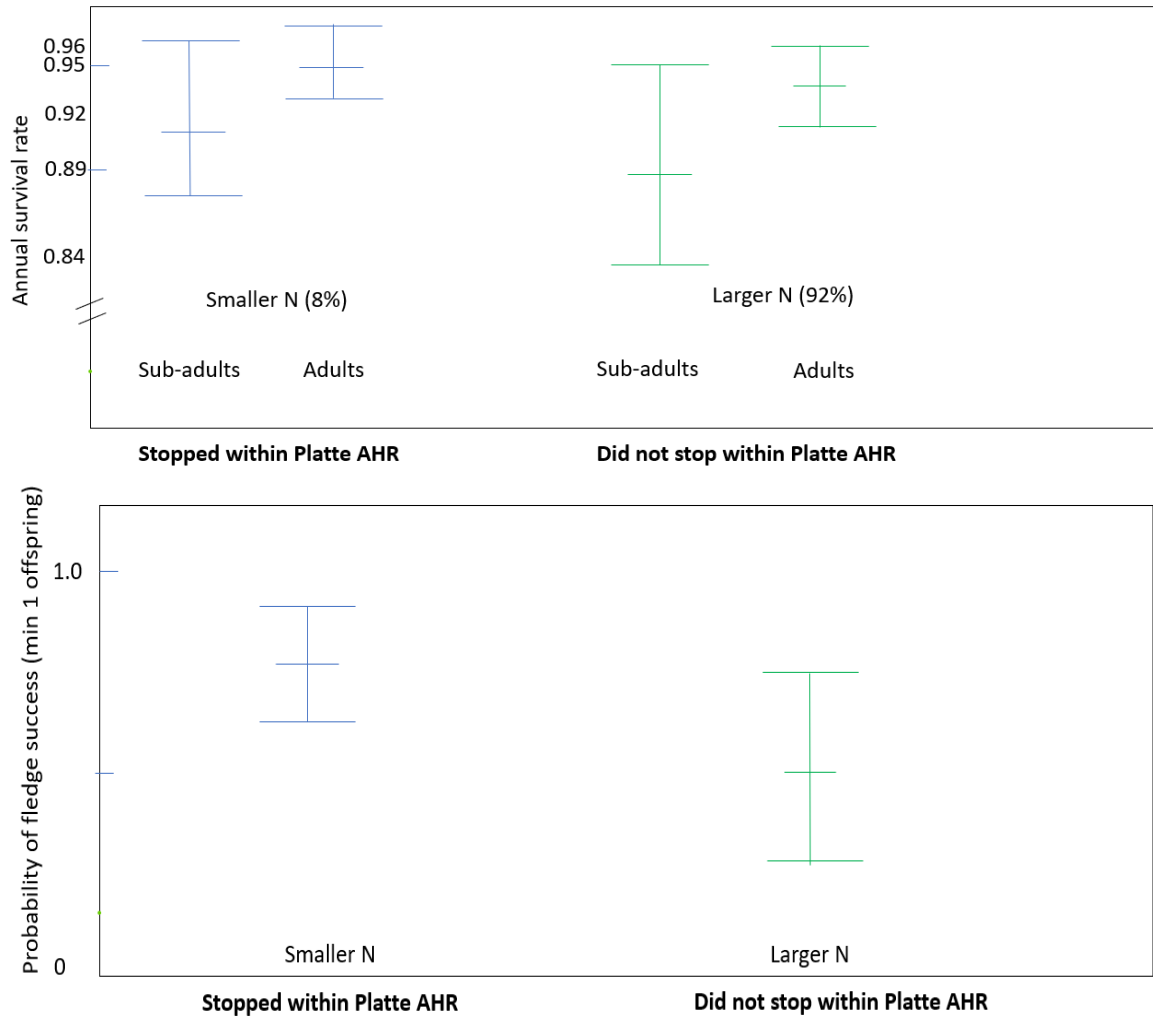 Annual survival rate
0.96
0.95
0.92
0.89
0.84
Smaller N (8%)
Larger N (92%)
Sub-adults
Adults
Sub-adults
Adults
Stopped within Platte AHR
Did not stop within Platte AHR
Probability of fledge success (min 1 offspring)
1.0
0
Smaller N
Larger N
Stopped within Platte AHR
Did not stop within Platte AHR